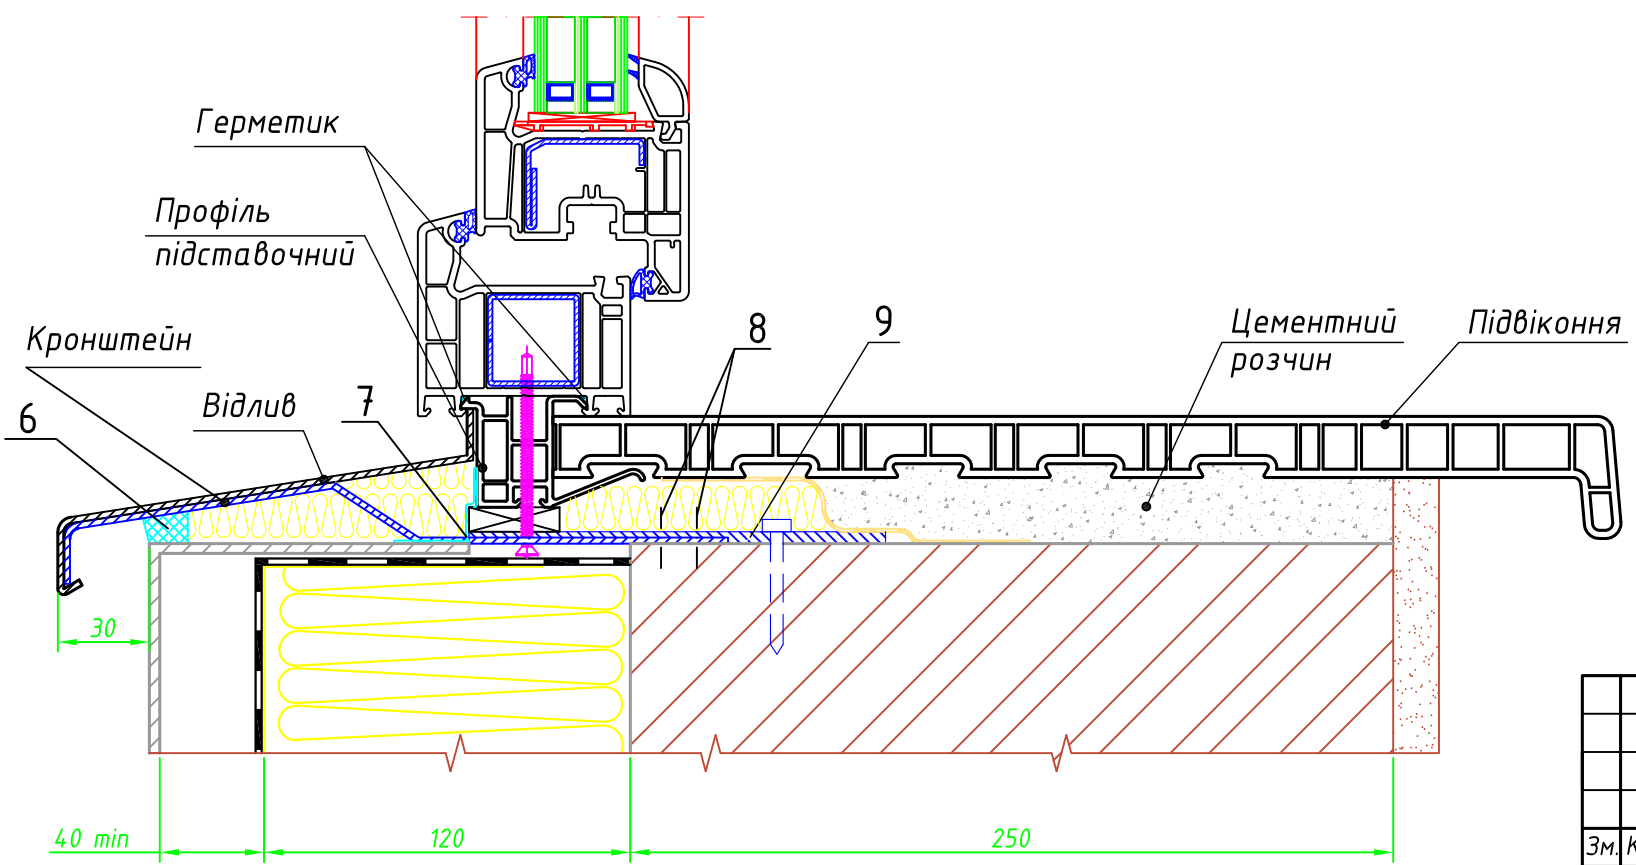 Герметик
Профіль
підставочний
Кронштейн
Відлив
6
7
8
9
Цементний
розчин
Підвіконня
30
40 min
120
250
Зм.
К